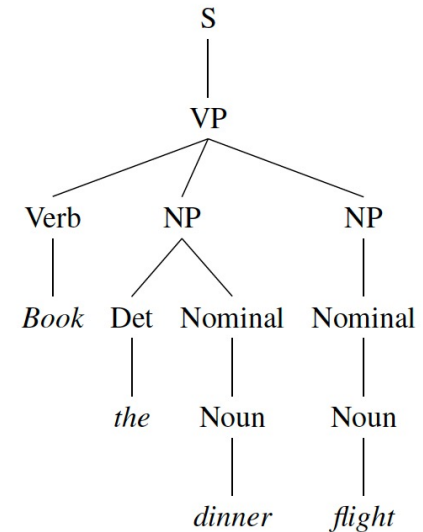 S
VP
Verb NP NP
Book Det Nominal Nominal
the Noun Noun
dinner flight